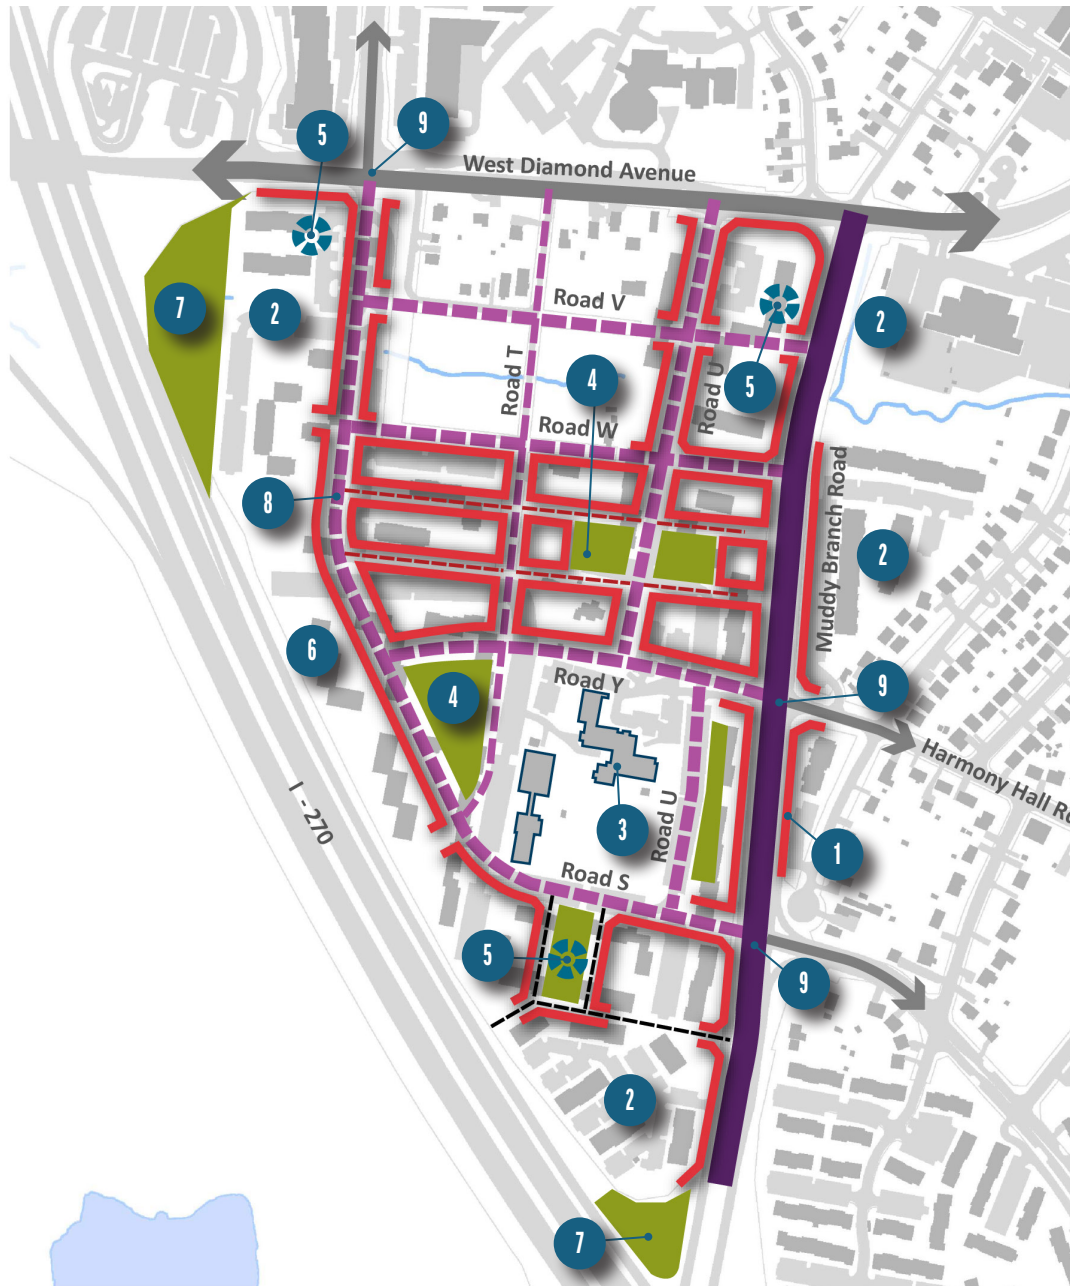 5
9
West Diamond Avenue
7
2
Road V
2
5
4
Road T
Road U
Road W
8
Muddy Branch Road
2
6
4
Road Y
9
Harmony Hall Ro
I - 270
3
Road U
1
Road S
5
9
2
7